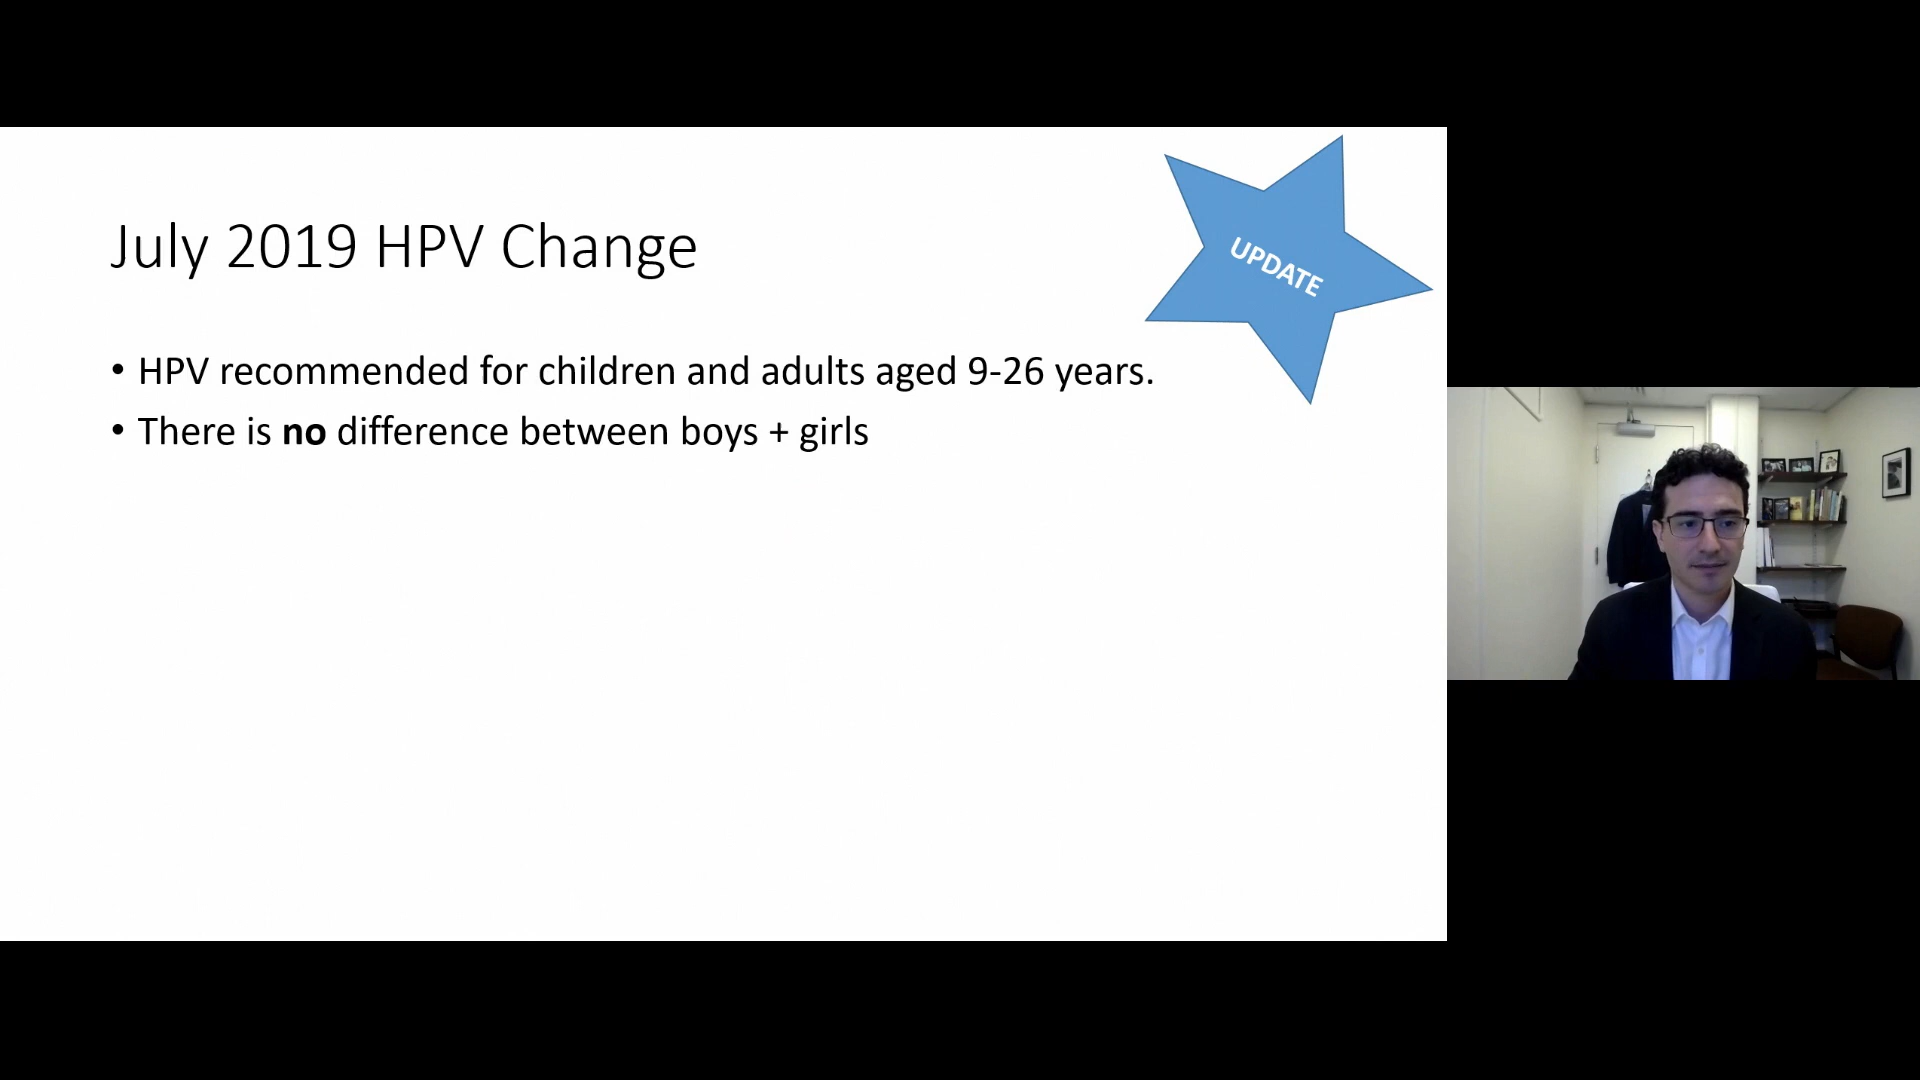 July 2019 HPV Change
UPDATE
• HPV recommended for children and adults aged 9-26 years.
• There is no difference between boys + girls